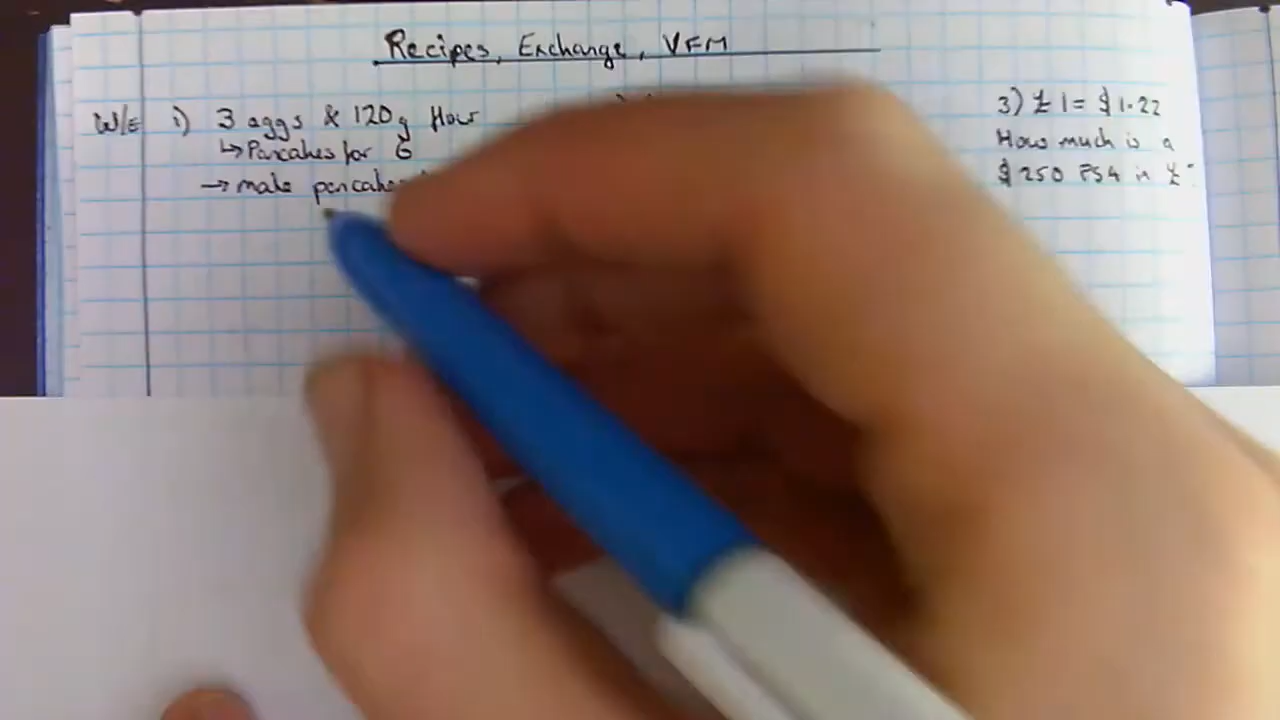 Recipes, Exchange, VFM
W/E 1) 3 eggs & 120g flour
↳Pancakes for 6
→ make pancakes
3) £1 = $1.22
How much is a
$250 PS4 in £?